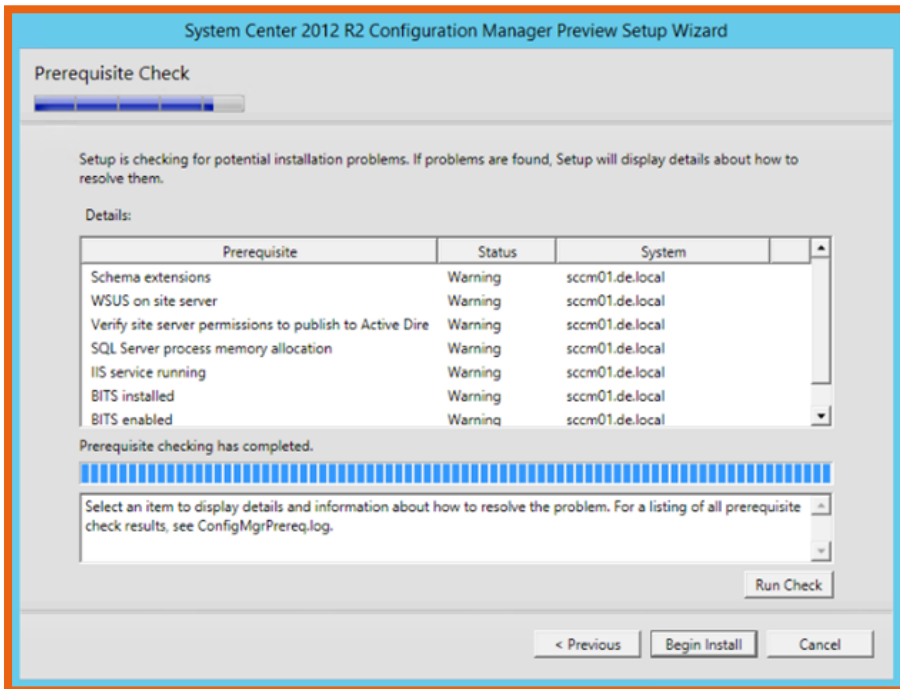 System Center 2012 R2 Configuration Manager Preview Setup Wizard
Prerequisite Check
Setup is checking for potential installation problems. If problems are found, Setup will display details about how to
resolve them.
Details:
Prerequisite Status System
Schema extensions Warning sccm01.de.local
WSUS on site server Warning sccm01.de.local
Verify site server permissions to publish to Active Dire Warning sccm01.de.local
SQL Server process memory allocation Warning sccm01.de.local
IIS service running Warning sccm01.de.local
BITS installed Warning sccm01.de.local
BITS enabled Warning sccm01.de.local
Prerequisite checking has completed.
Select an item to display details and information about how to resolve the problem. For a listing of all prerequisite
check results, see ConfigMgrPrereq.log.
Run Check
< Previous Begin Install Cancel